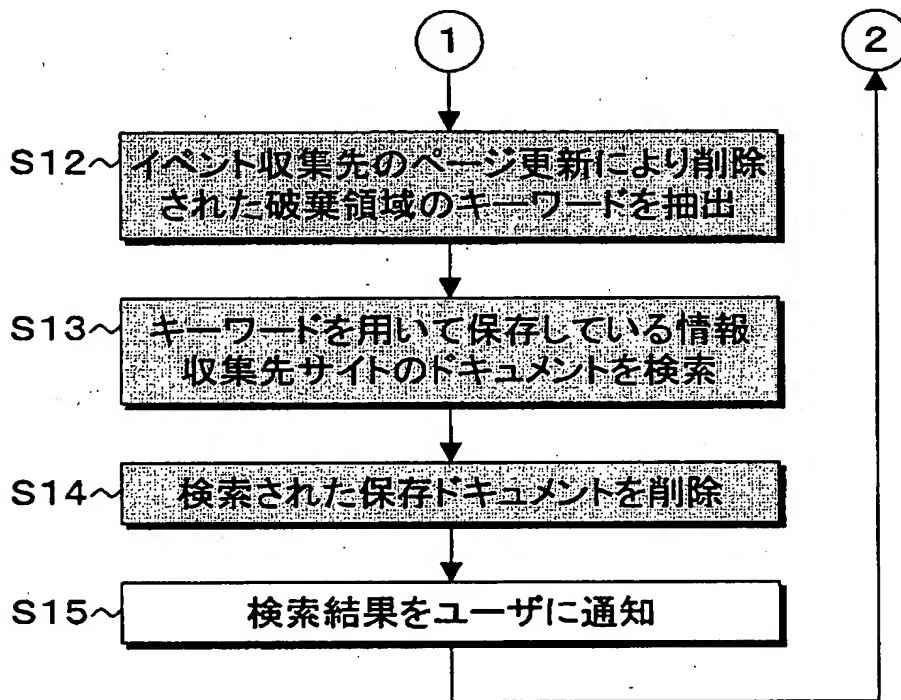 1
2
S12~
イベント収集先のページ更新により削除
された破棄領域のキーワードを抽出
S13~
キーワードを用いて保存している情報
収集先サイトのドキュメントを検索
S14~
検索された保存ドキュメントを削除
S15~
検索結果をユーザに通知